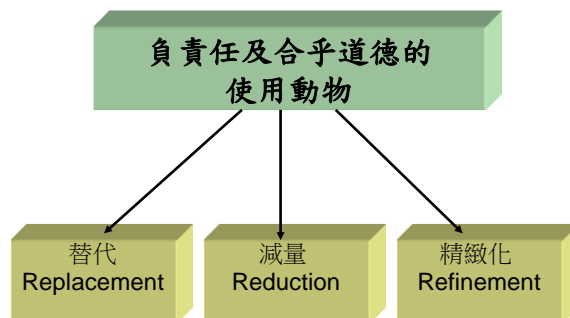 負責任及合乎道德的
使用動物
替代
Replacement
減量
Reduction
精緻化
Refinement